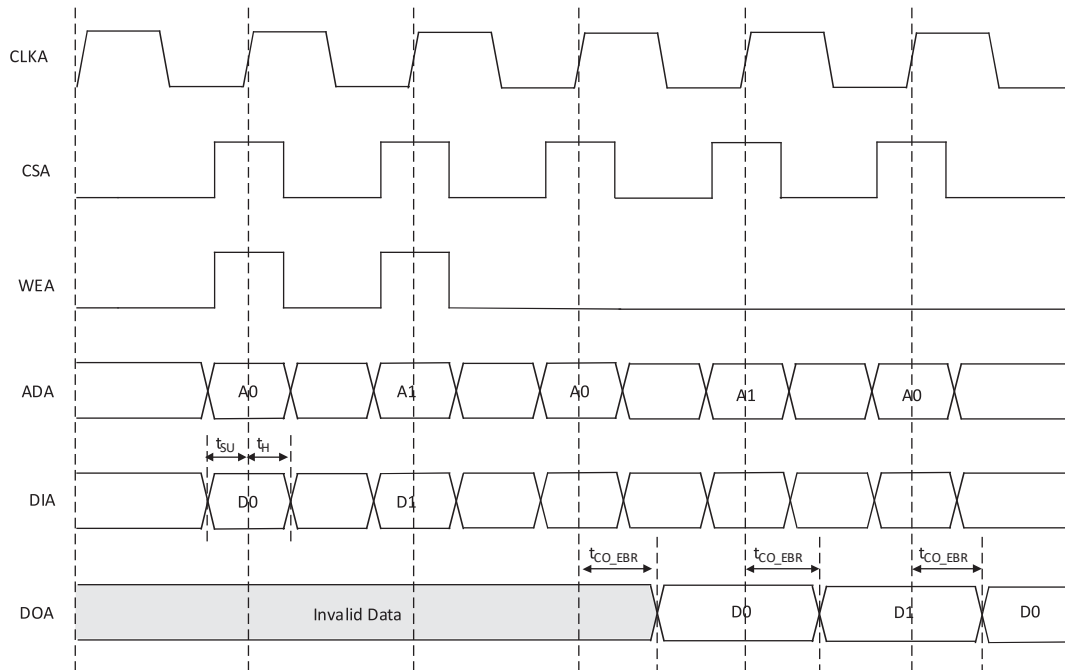 CLKA
CSA
WEA
ADA A0 A1 A0 A1 A0
tSU tH
DIA D0 D1
tCO_EBR tCO_EBR tCO_EBR
DOA Invalid Data D0 D1 D0